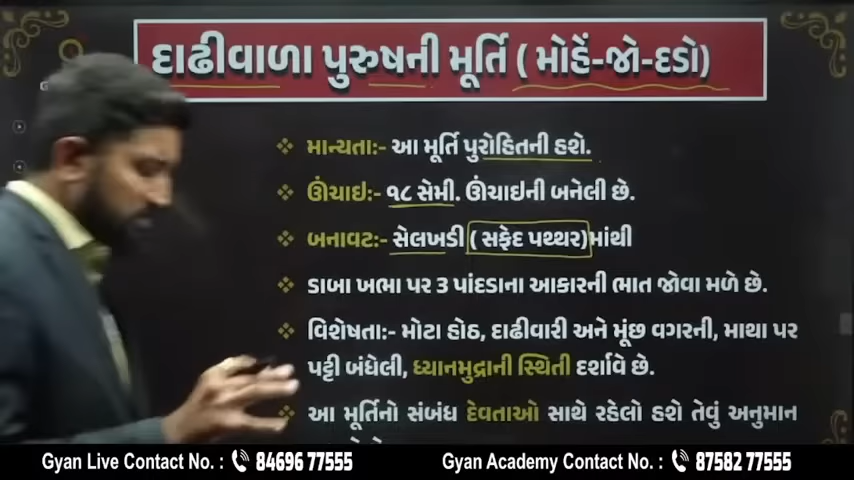 દાઢીવાળા પુરુષની મૂર્તિ ( મોહેં-જો-દડો)
❖ માન્યતા:- આ મૂર્તિ પુરોહિતની હશે.
❖ ઊંચાઇ:- ૧૮ સેમી. ઊંચાઇની બનેલી છે.
❖ બનાવટ:- સેલખડી ( સફેદ પથ્થર)માંથી
❖ ડાબા ખભા પર 3 પાંદડાના આકારની ભાત જોવા મળે છે.
❖ વિશેષતા:- મોટા હોઠ, દાઢીવારી અને મૂંછ વગરની, માથા પર
પટ્ટી બંધેલી, ધ્યાનમુદ્રાની સ્થિતી દર્શાવે છે.
❖ આ મૂર્તિનો સંબંધ દેવતાઓ સાથે રહેલો હશે તેવું અનુમાન
Gyan Live Contact No. : 84696 77555
Gyan Academy Contact No. : 87582 77555